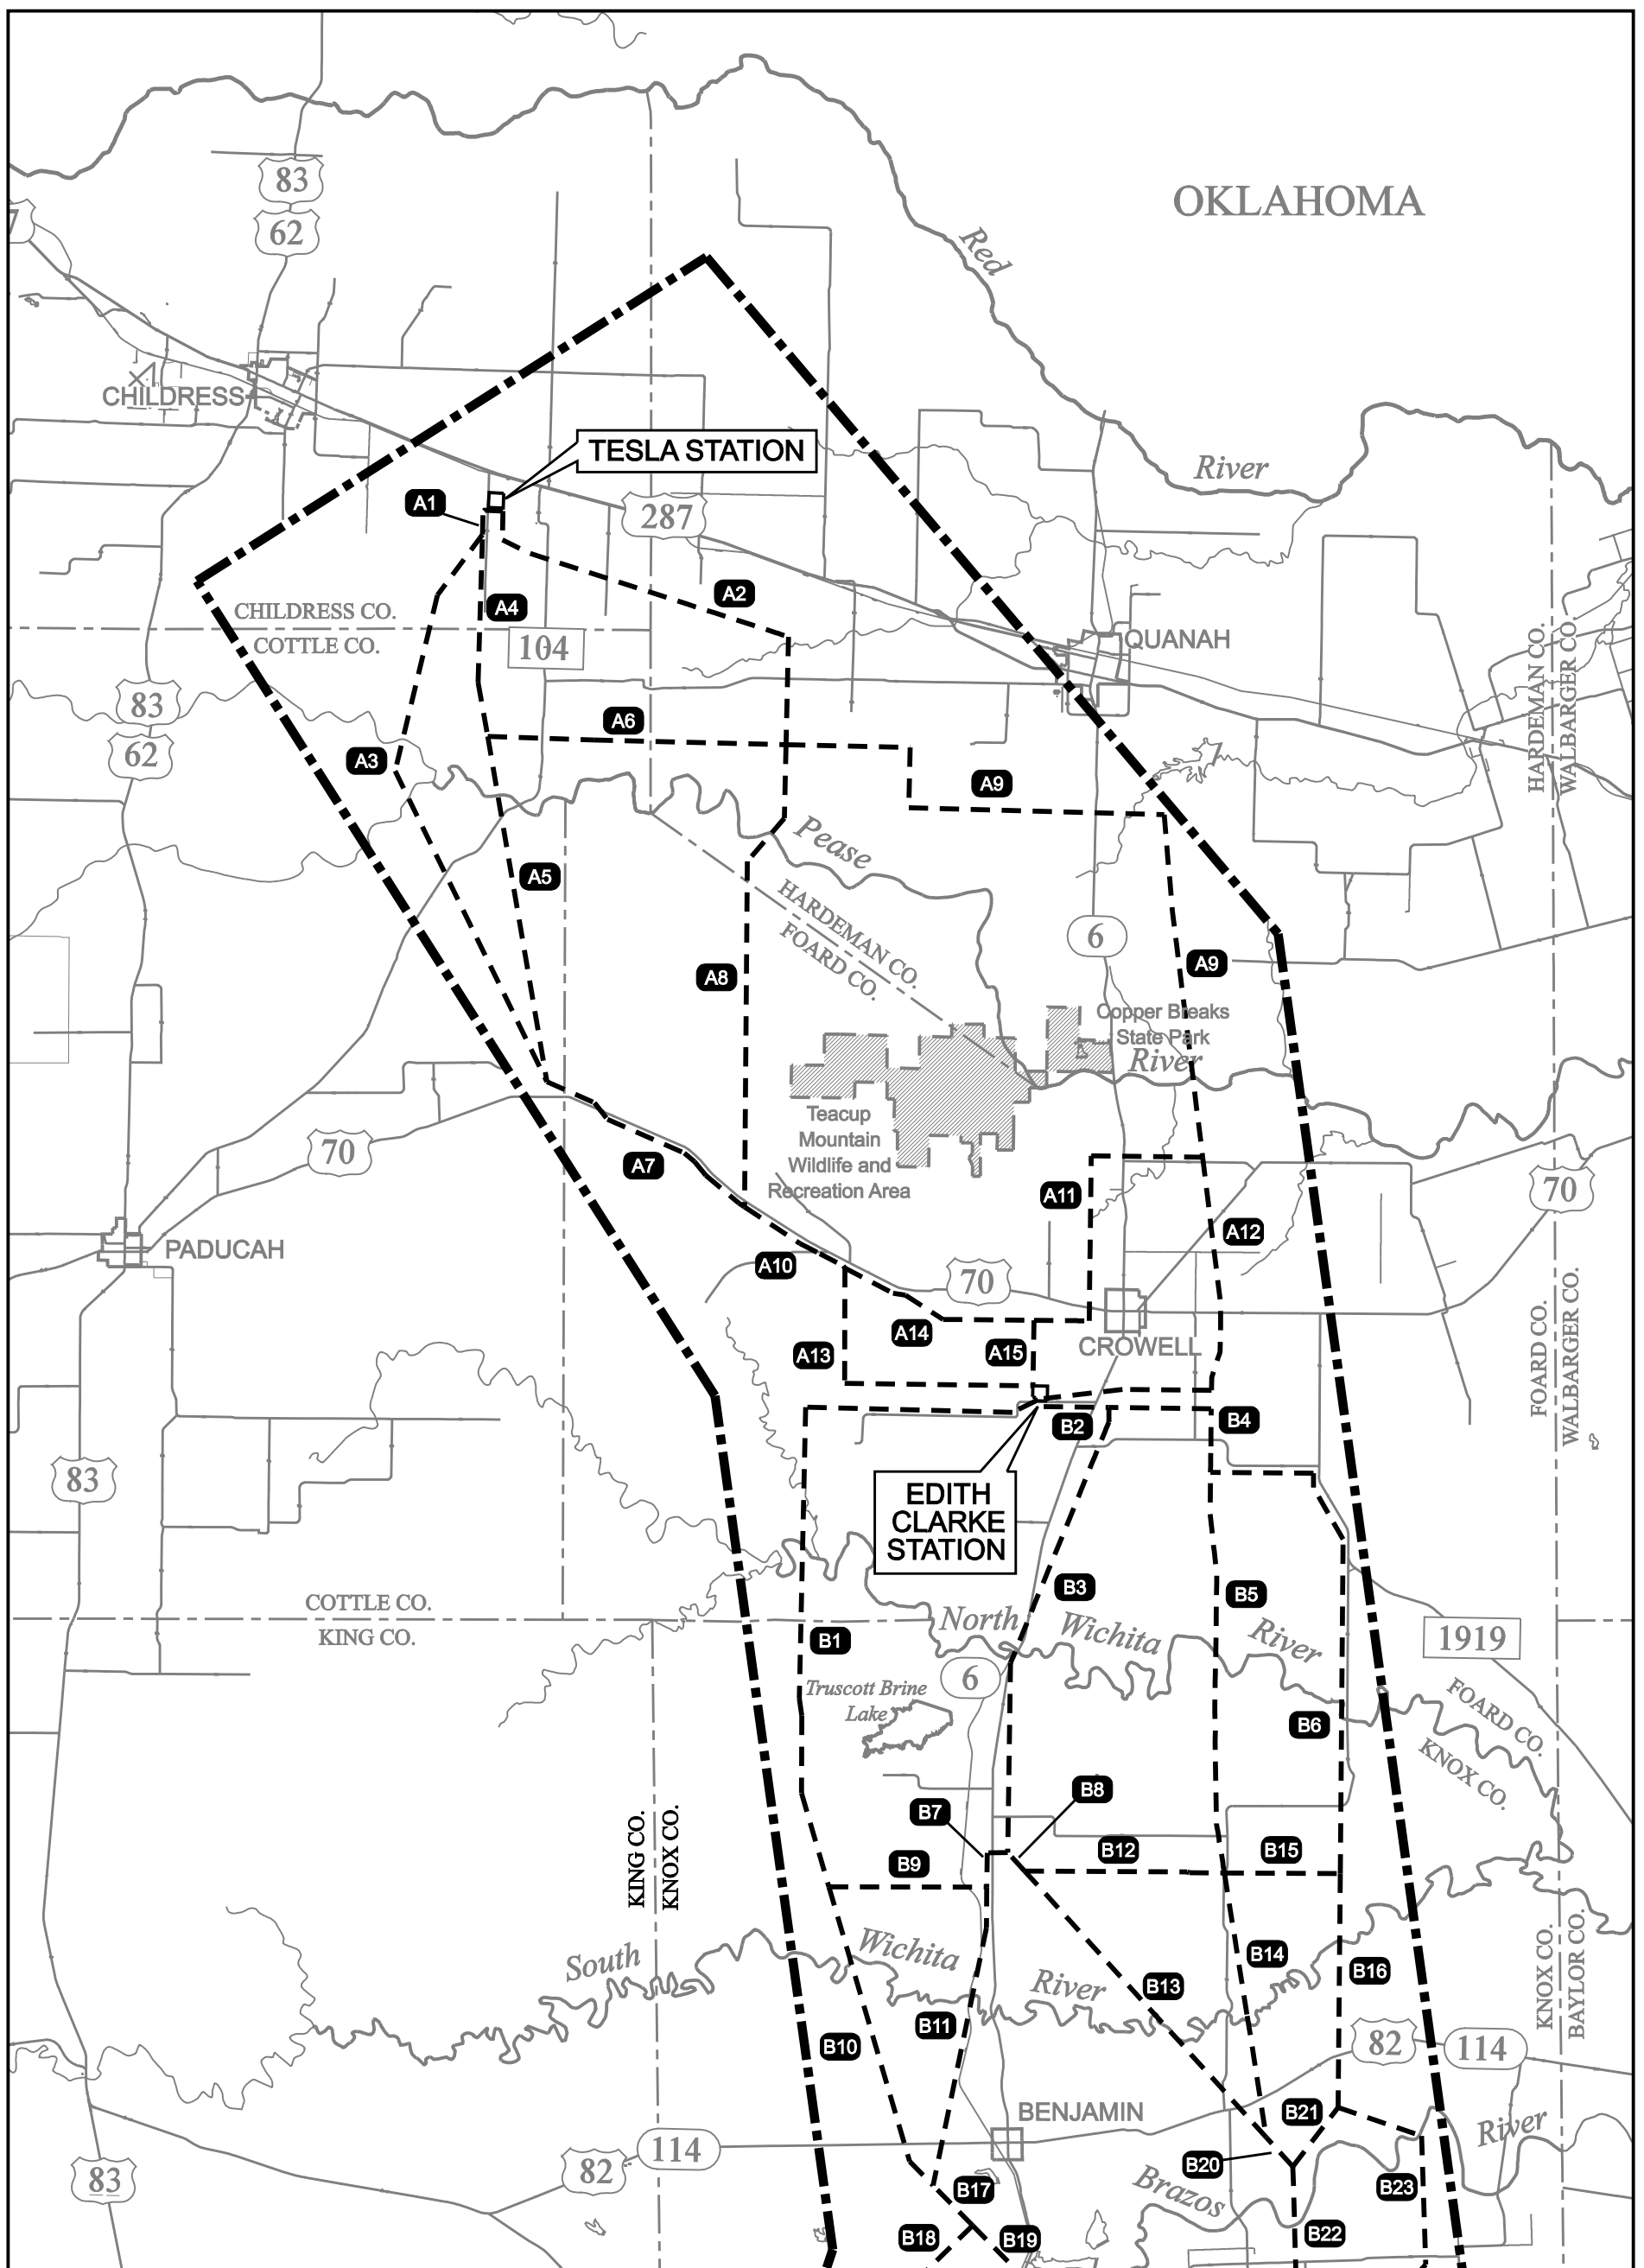 OKLAHOMA
83
62
7
Red
CHILDRESS
TESLA STATION
River
A1
287
A2
A4
CHILDRESS CO.
COTTLE CO.
104
QUANAH
HARDEMAN CO.
WALBARGER CO.
83
62
A6
A3
A9
Pease
A5
HARDEMAN CO.
FOARD CO.
6
A9
A8
Copper Breaks
State Park
River
Teacup
Mountain
Wildlife and
Recreation Area
70
A7
A11
70
A12
PADUCAH
A10
70
A14
A13
A15
CROWELL
FOARD CO.
WALBARGER CO.
B4
B2
83
EDITH
CLARKE
STATION
B3
B5
COTTLE CO.
KING CO.
North
Wichita
River
B1
6
1919
Truscott Brine
Lake
B6
FOARD CO.
KNOX CO.
B8
B7
KING CO.
KNOX CO.
B12
B15
B9
South
Wichita
River
B14
B16
B13
KNOX CO.
BAYLOR CO.
B11
B10
82
114
BENJAMIN
B21
River
82
114
B20
83
Brazos
B17
B23
B18
B19
B22